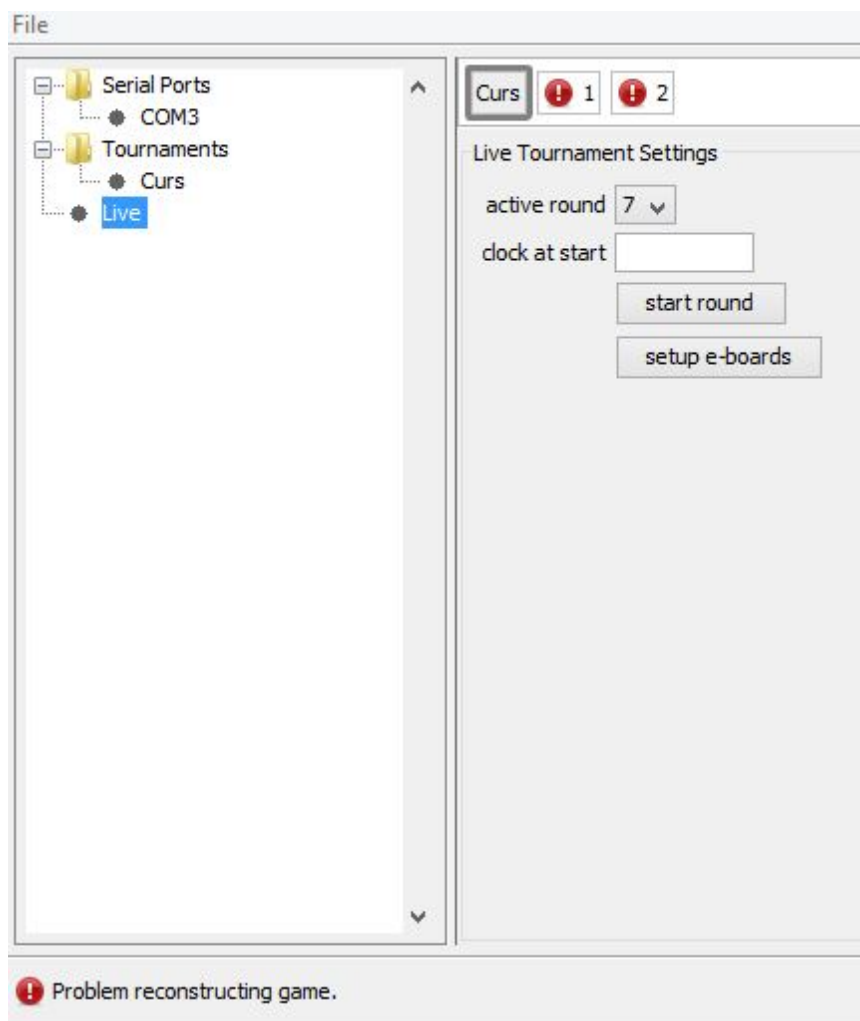 File
Serial Ports
COM3
Tournaments
Curs
Live
Curs 1 2
Live Tournament Settings
active round 7
clock at start
start round
setup e-boards
Problem reconstructing game.